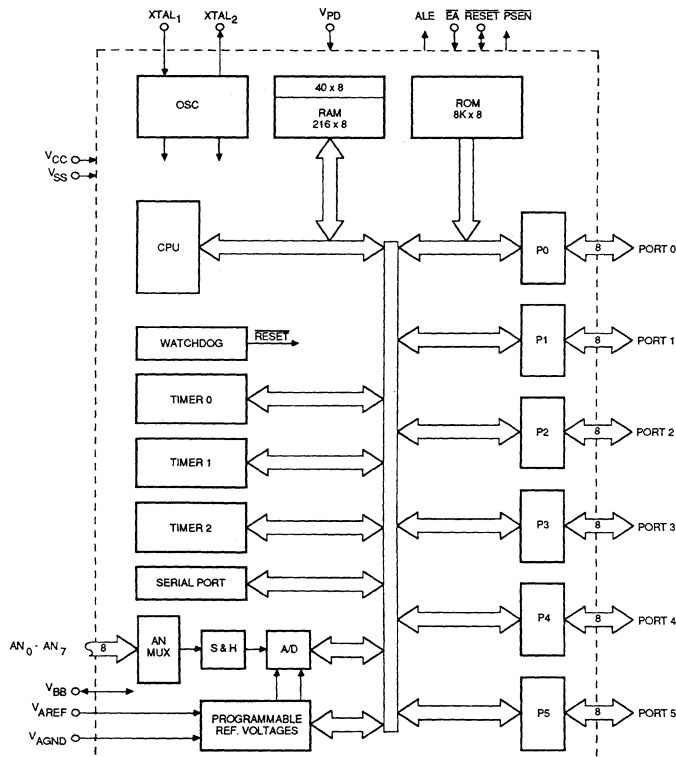 XTAL1 XTAL2 VPD ALE EA RESET PSEN
OSC
40 x 8
RAM
216 x 8
ROM
8K x 8
VCC
VSS
CPU
P0
8
PORT 0
WATCHDOG
RESET
P1
8
PORT 1
TIMER 0
P2
8
PORT 2
TIMER 1
TIMER 2
P3
8
PORT 3
SERIAL PORT
P4
8
PORT 4
AN0 - AN7
8
AN
MUX
S & H
A/D
VBB
VAREF
VAGND
PROGRAMMABLE
REF. VOLTAGES
P5
8
PORT 5